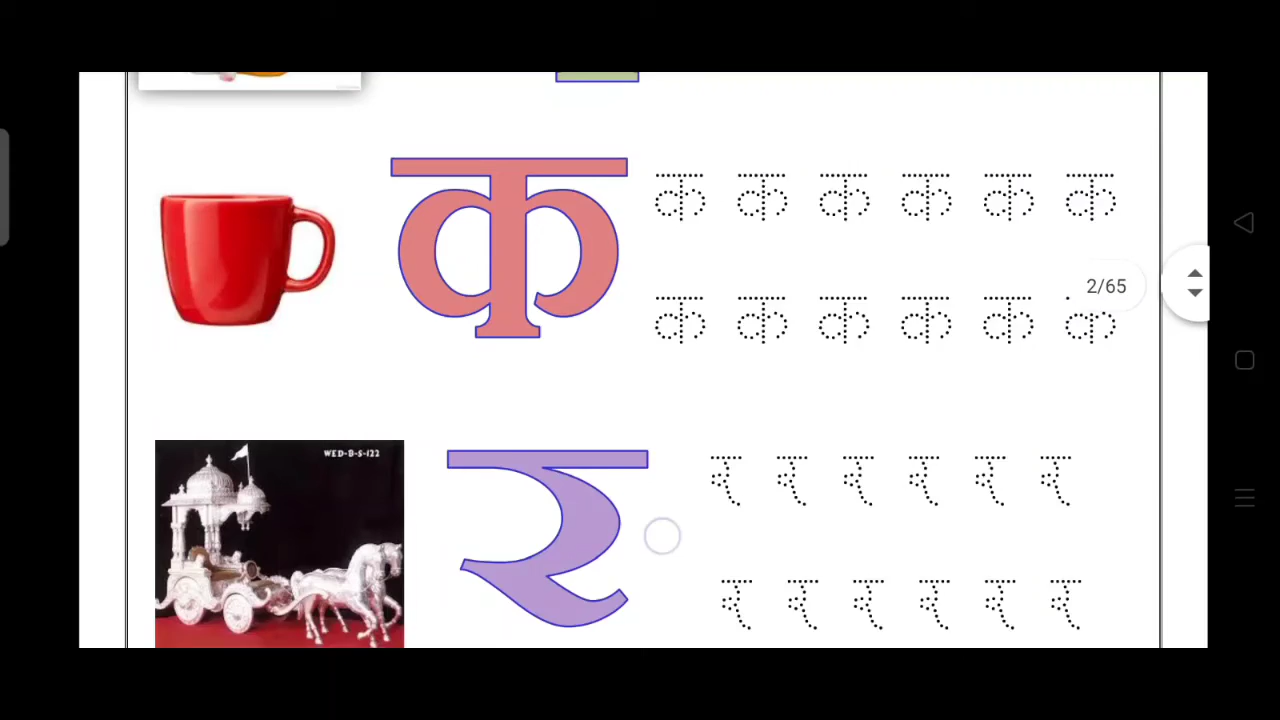 क क क क क क क
2/65
क क क क क क
WED-B-S-122
र र र र र र र
र र र र र र